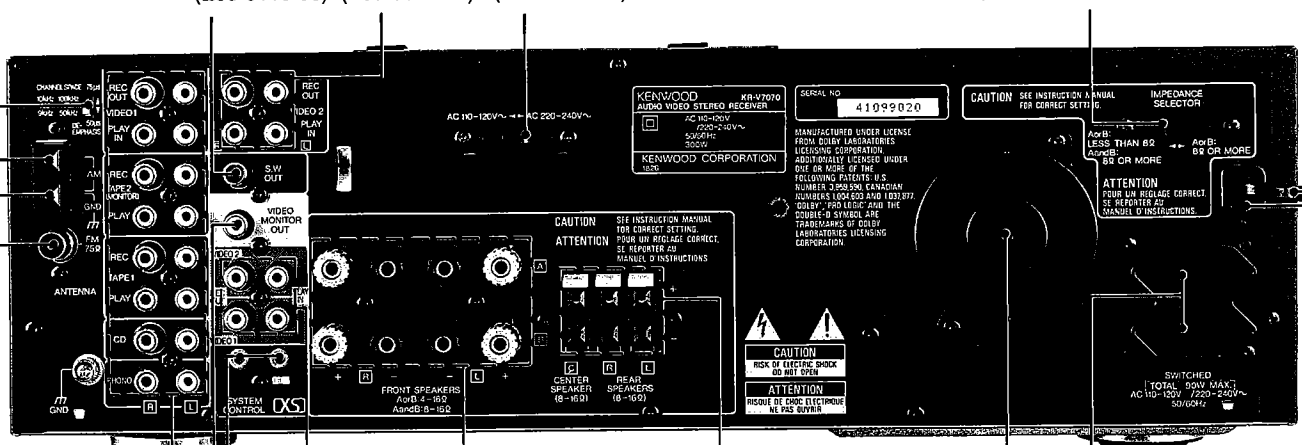 CHANNEL SPACE 75µs
10kHz 100kHz
9kHz 50kHz
50µs
DE-
EMPHASIS
REC
OUT
VIDEO 1
PLAY
IN
REC
OUT
VIDEO 2
PLAY
IN
L
AM
GND
FM
75Ω
ANTENNA
GND
REC
TAPE 2
(MONITOR)
PLAY
REC
TAPE 1
PLAY
CD
PHONO
R L
S.W
OUT
VIDEO
MONITOR
OUT
VIDEO 2
VIDEO 1
SYSTEM
CONTROL XS
AC 110-120V~ AC 220-240V~
KENWOOD KR-V7070
AUDIO VIDEO STEREO RECEIVER
AC 110-120V
/220-240V~
50/60Hz
300W
KENWOOD CORPORATION
SERIAL NO
41099020
MANUFACTURED UNDER LICENSE
FROM DOLBY LABORATORIES
LICENSING CORPORATION,
ADDITIONALLY LICENSED UNDER
ONE OR MORE OF THE
FOLLOWING PATENTS: U.S.
NUMBER 3,959,590, CANADIAN
NUMBERS 1,004,603 AND 1,037,877.
"DOLBY", "PRO LOGIC" AND THE
DOUBLE-D SYMBOL ARE
TRADEMARKS OF DOLBY
LABORATORIES LICENSING
CORPORATION.
CAUTION SEE INSTRUCTION MANUAL
FOR CORRECT SETTING.
IMPEDANCE
SELECTOR
AorB:
LESS THAN 8Ω
AandB:
8Ω OR MORE
AorB:
8Ω OR MORE
ATTENTION
POUR UN REGLAGE CORRECT,
SE REPORTER AU
MANUEL D'INSTRUCTIONS.
CAUTION SEE INSTRUCTION MANUAL
FOR CORRECT SETTING.
ATTENTION POUR UN REGLAGE CORRECT,
SE REPORTER AU
MANUEL D'INSTRUCTIONS
A
B
+ R - - L +
FRONT SPEAKERS
AorB:4-16Ω
AandB:8-16Ω
+
-
C R L
CENTER
SPEAKER
(8-16Ω)
REAR
SPEAKERS
(8-16Ω)
CAUTION
RISK OF ELECTRIC SHOCK
DO NOT OPEN
ATTENTION
RISQUE DE CHOC ELECTRIQUE
NE PAS OUVRIR
SWITCHED
TOTAL 90W MAX.
AC 110-120V /220-240V~
50/60Hz